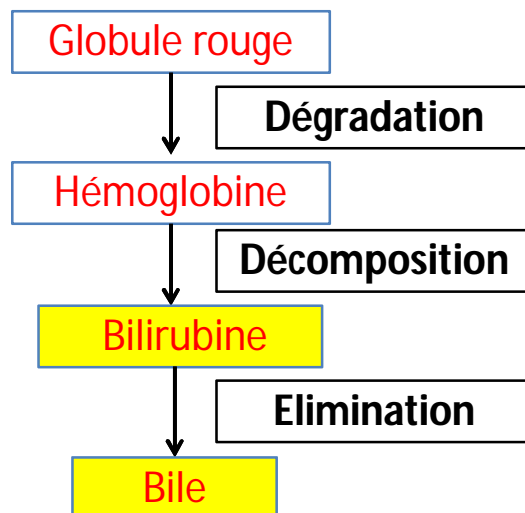 Globule rouge
Dégradation
Hémoglobine
Décomposition
Bilirubine
Elimination
Bile